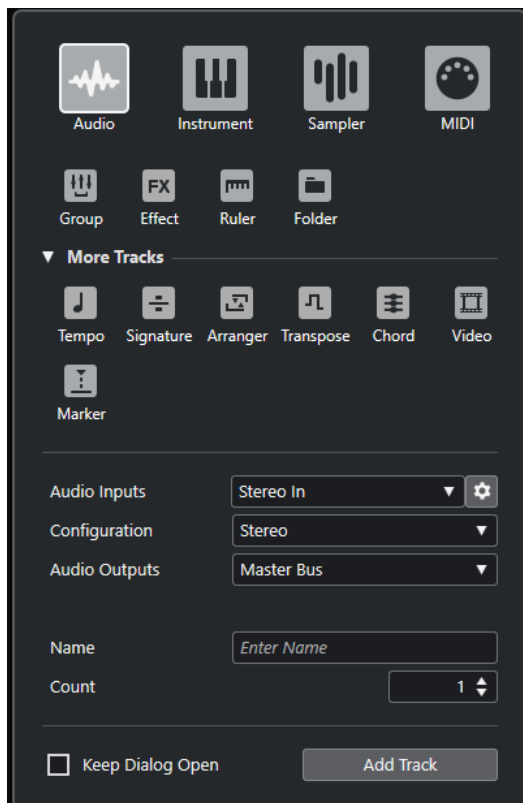 Audio Instrument Sampler MIDI
FX
Group Effect Ruler Folder
More Tracks
Tempo Signature Arranger Transpose Chord Video
Marker
Audio Inputs Stereo In
Configuration Stereo
Audio Outputs Master Bus
Name Enter Name
Count 1
Keep Dialog Open Add Track